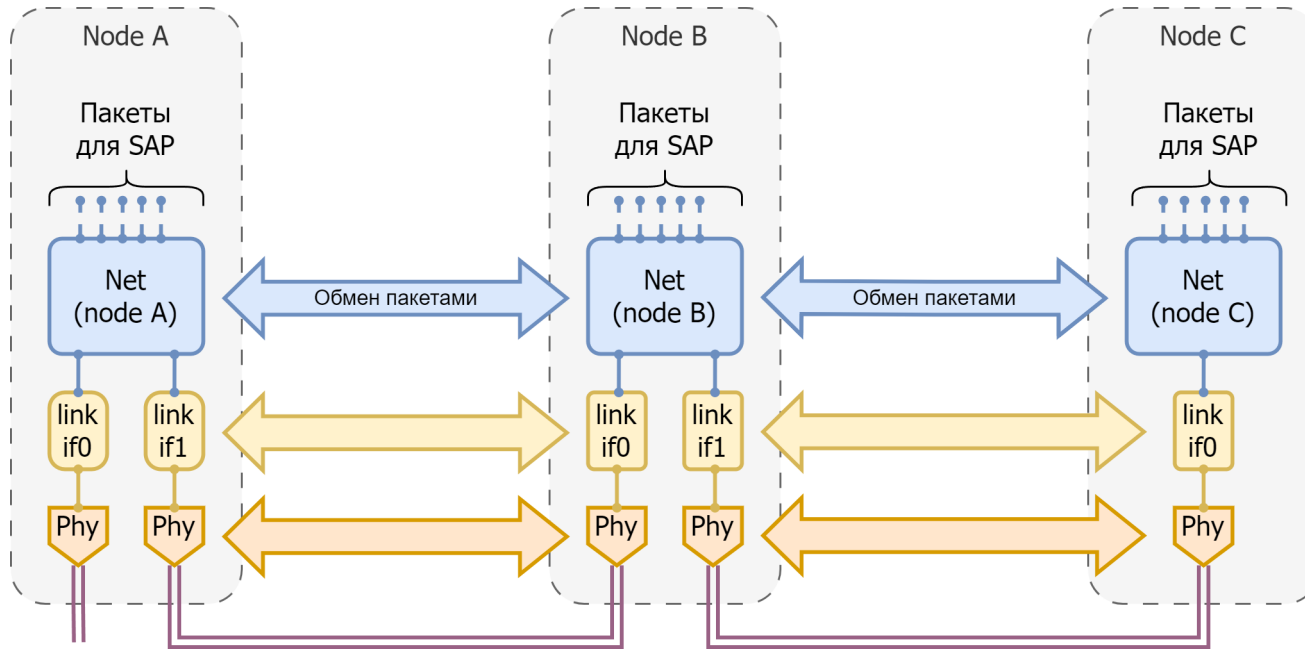 Node A
Node B
Node C
Пакеты
для SAP
Пакеты
для SAP
Пакеты
для SAP
Net
(node A)
Обмен пакетами
Net
(node B)
Обмен пакетами
Net
(node C)
link
if0
link
if1
link
if0
link
if1
link
if0
Phy
Phy
Phy
Phy
Phy